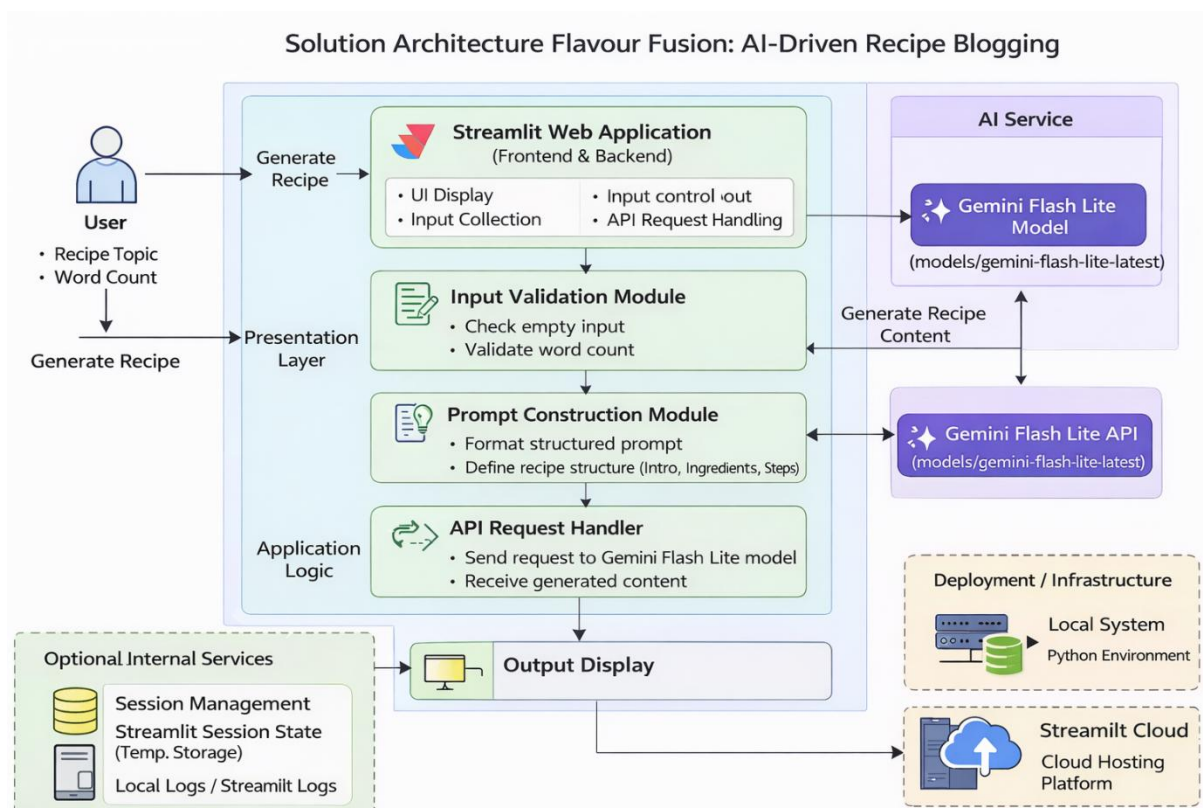 Solution Architecture Flavour Fusion: AI-Driven Recipe Blogging
User
• Recipe Topic
• Word Count
Generate Recipe
Generate
Recipe
Presentation
Layer
Application
Logic
Streamlit Web Application
(Frontend & Backend)
• UI Display
• Input Collection
• Input control out
• API Request Handling
Input Validation Module
• Check empty input
• Validate word count
Prompt Construction Module
• Format structured prompt
• Define recipe structure (Intro, Ingredients, Steps)
API Request Handler
• Send request to Gemini Flash Lite model
• Receive generated content
Output Display
AI Service
Gemini Flash Lite
Model
(models/gemini-flash-lite-latest)
Generate Recipe
Content
Gemini Flash Lite API
(models/gemini-flash-lite-latest)
Deployment / Infrastructure
Local System
Python Environment
Streamilt Cloud
Cloud Hosting
Platform
Optional Internal Services
Session Management
Streamlit Session State
(Temp. Storage)
Local Logs / Streamilt Logs